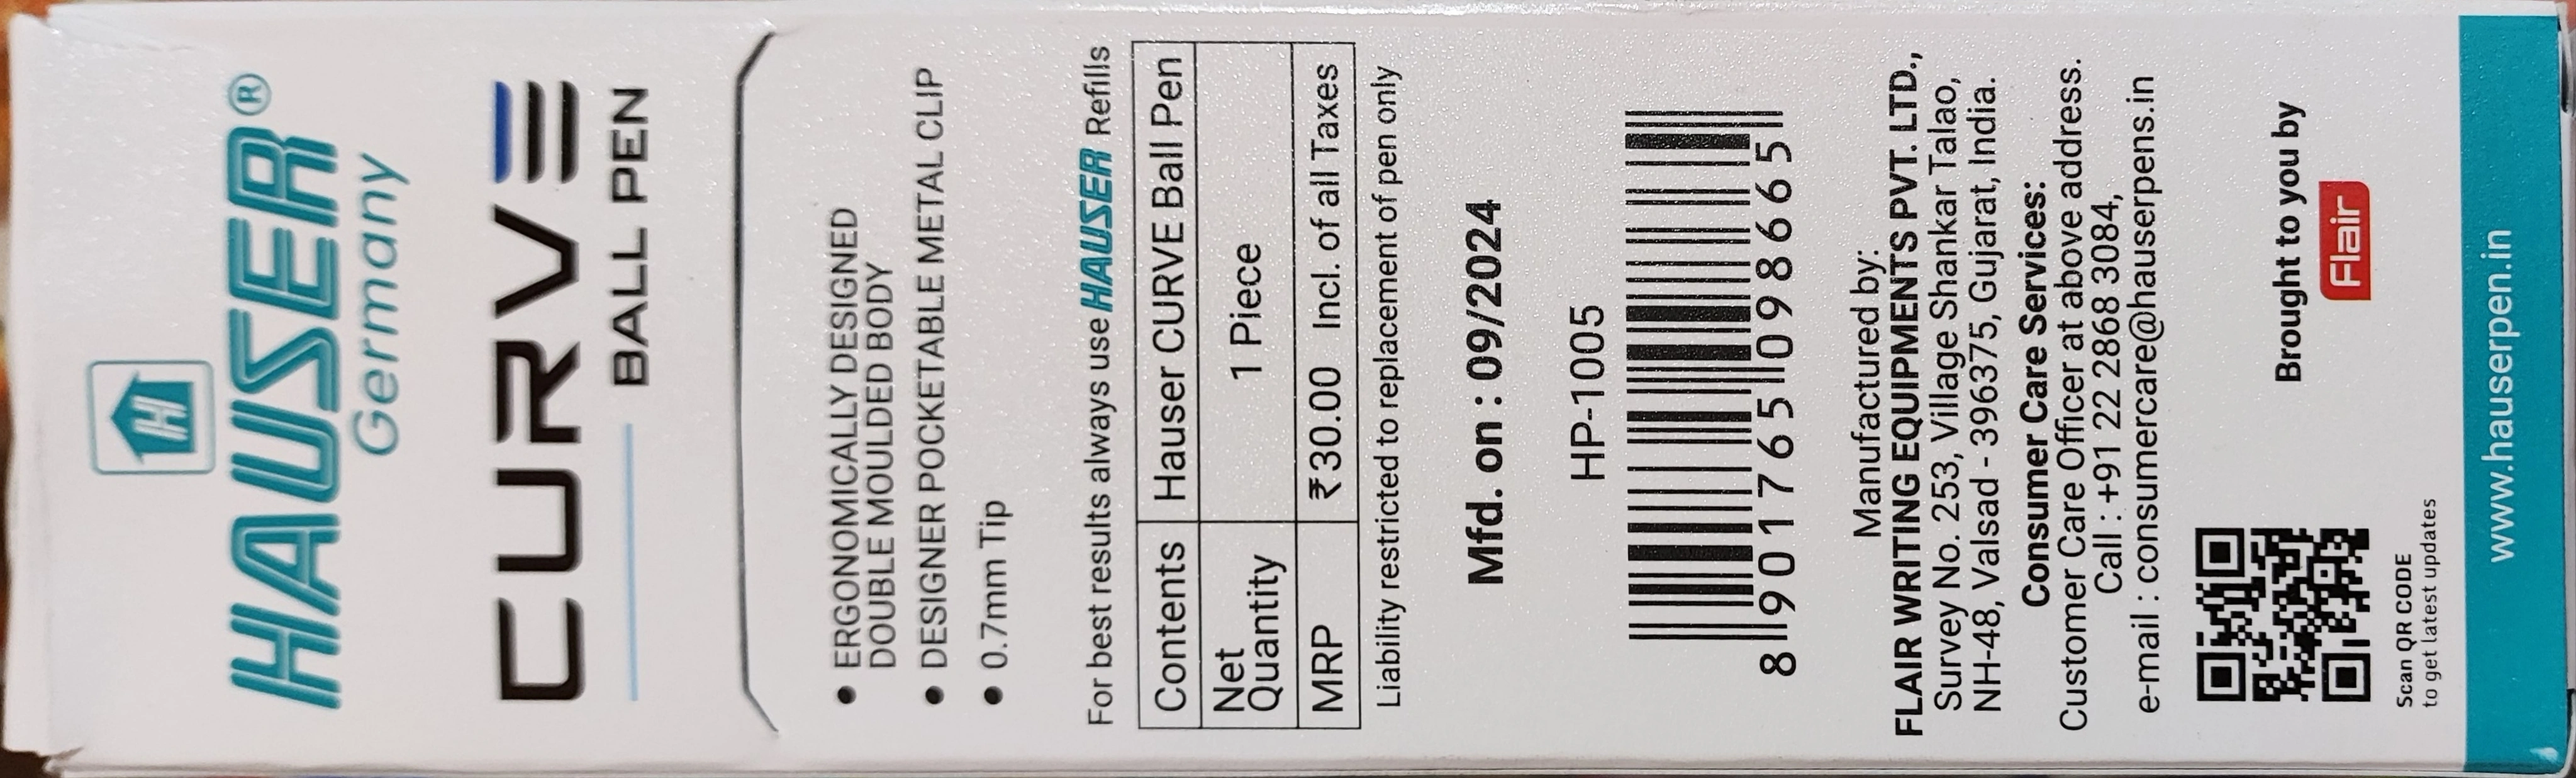 H
HAUSER®
Germany
CURVE
BALL PEN
• ERGONOMICALLY DESIGNED
DOUBLE MOULDED BODY
• DESIGNER POCKETABLE METAL CLIP
• 0.7mm Tip
For best results always use HAUSER Refills
Contents Hauser CURVE Ball Pen
Net
Quantity 1 Piece
MRP ₹30.00 Incl. of all Taxes
Liability restricted to replacement of pen only
Mfd. on : 09/2024
HP-1005
8 901765 098665
Manufactured by:
FLAIR WRITING EQUIPMENTS PVT. LTD.,
Survey No. 253, Village Shankar Talao,
NH-48, Valsad - 396375, Gujarat, India.
Consumer Care Services:
Customer Care Officer at above address.
Call : +91 22 2868 3084,
e-mail : consumercare@hauserpens.in
Brought to you by
Flair
Scan QR CODE
to get latest updates
www.hauserpen.in